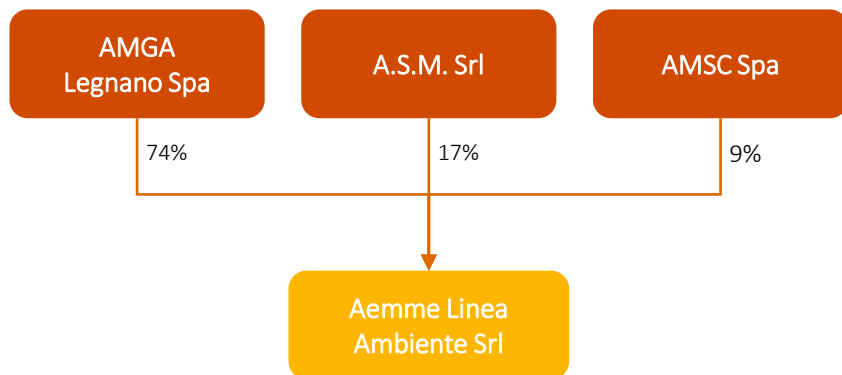 AMGA
Legnano Spa
A.S.M. Srl
AMSC Spa
74%
17%
9%
Aemme Linea
Ambiente Srl